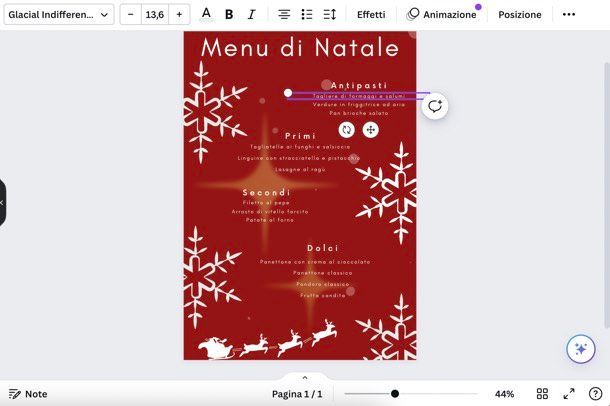 Glacial Indifferen...
13,6
A
B
I
Effetti
Animazione
Posizione
Menu di Natale
Antipasti
Tagliere di formaggi e salumi
Verdure in friggitrice ad aria
Pan brioche salato
Primi
Tagliatelle ai funghi e salsiccia
Linguine con stracciatella e pistacchio
Lasagne al ragù
Secondi
Filetto al pepe
Arrosto di vitello farcito
Patate al forno
Dolci
Panettone con crema al cioccolato
Panettone classico
Pandoro classico
Frutta candita
Note
Pagina 1 / 1
44%